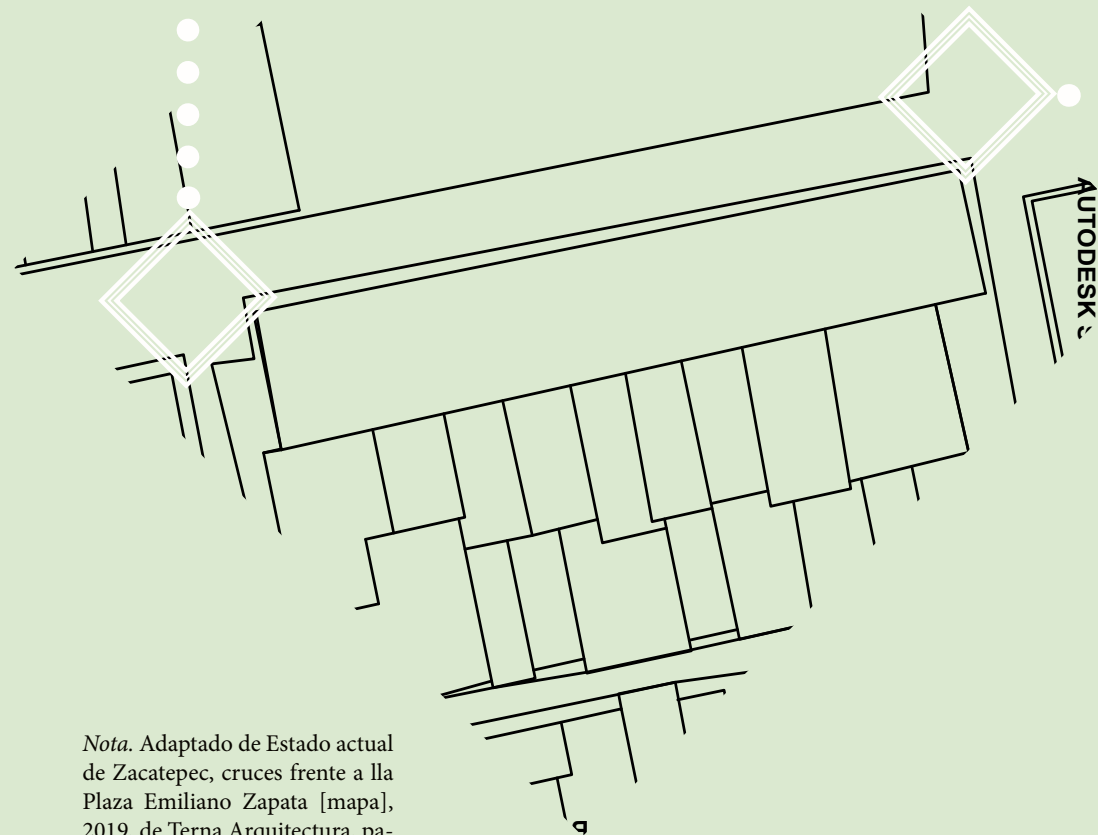 AUTODESK
Nota. Adaptado de Estado actual
de Zacatepec, cruces frente a lla
Plaza Emiliano Zapata [mapa],
2019, de Terna Arquitectura, pa-